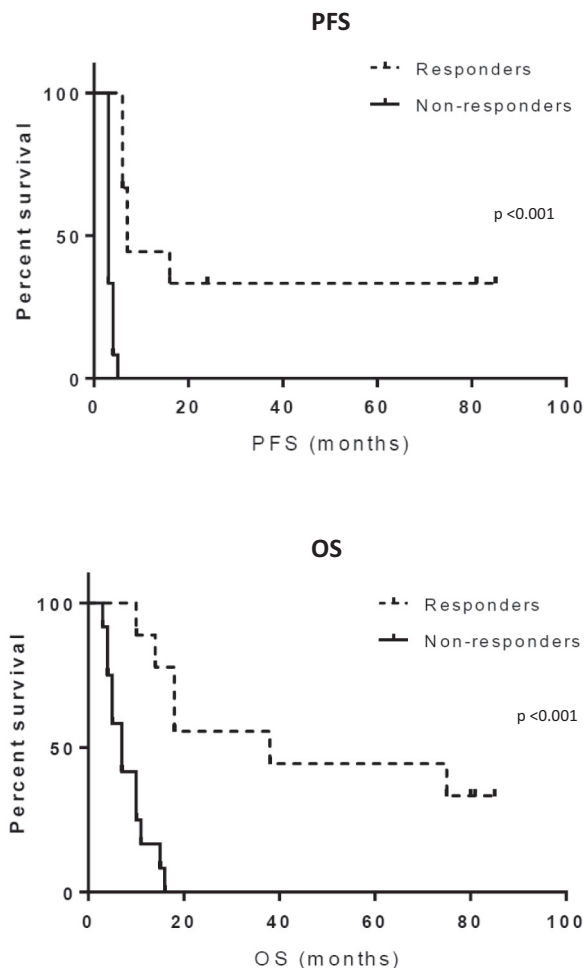 PFS
Responders
Non-responders
p <0.001
Percent survival
100
50
0
0 20 40 60 80 100
PFS (months)
OS
Responders
Non-responders
p <0.001
Percent survival
100
50
0
0 20 40 60 80 100
OS (months)